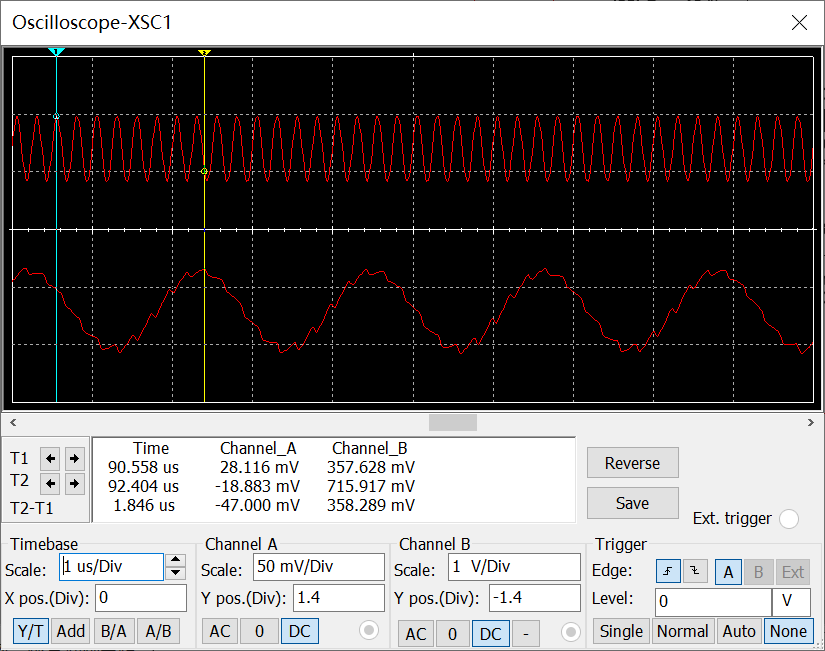 Oscilloscope-XSC1
1 2
T1
T2
T2-T1
Time Channel_A Channel_B
90.558 us 28.116 mV 357.628 mV
92.404 us -18.883 mV 715.917 mV
1.846 us -47.000 mV 358.289 mV
Reverse
Save
Ext. trigger
Timebase
Scale: 1 us/Div
X pos.(Div): 0
Y/T Add B/A A/B
Channel A
Scale: 50 mV/Div
Y pos.(Div): 1.4
AC 0 DC
Channel B
Scale: 1 V/Div
Y pos.(Div): -1.4
AC 0 DC -
Trigger
Edge: A B Ext
Level: 0 V
Single Normal Auto None